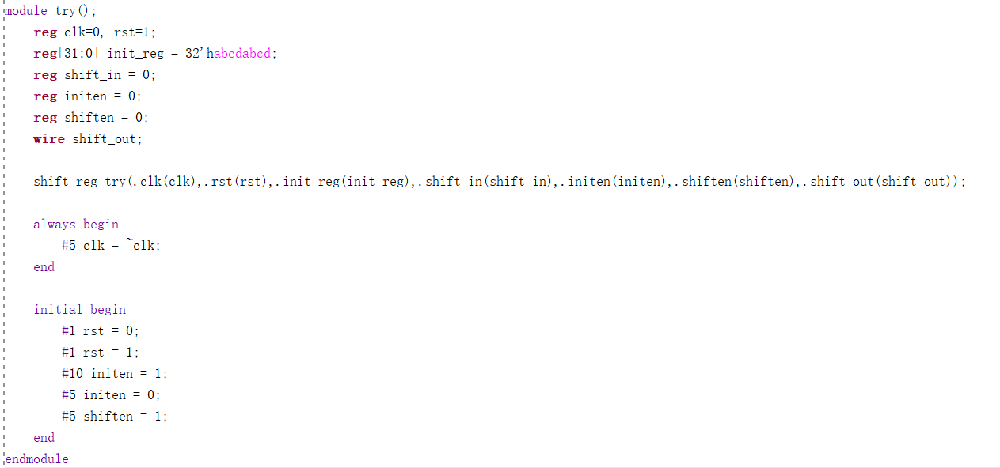 module try();
reg clk=0, rst=1;
reg[31:0] init_reg = 32'habcdabcd;
reg shift_in = 0;
reg initen = 0;
reg shiften = 0;
wire shift_out;
shift_reg try(.clk(clk),.rst(rst),.init_reg(init_reg),.shift_in(shift_in),.initen(initen),.shiften(shiften),.shift_out(shift_out));
always begin
#5 clk = ~clk;
end
initial begin
#1 rst = 0;
#1 rst = 1;
#10 initen = 1;
#5 initen = 0;
#5 shiften = 1;
end
endmodule